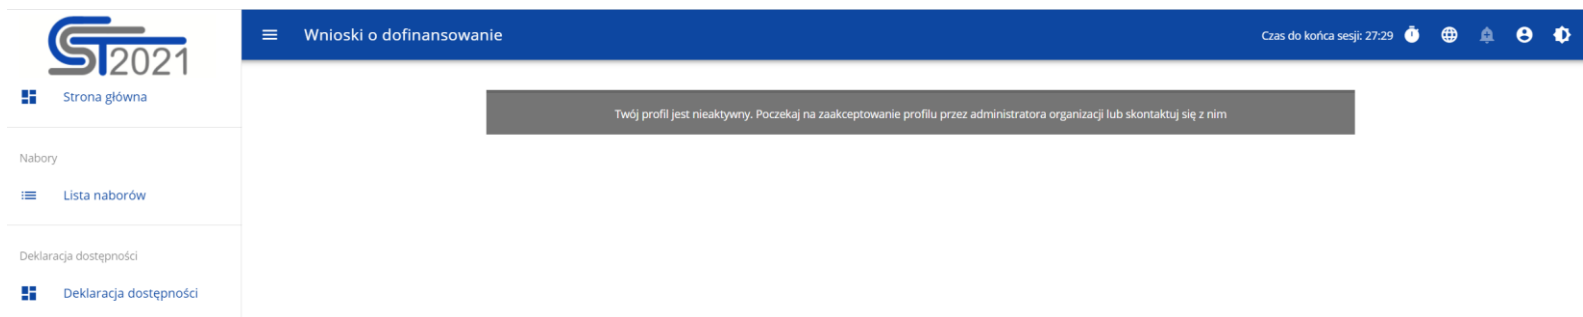 CST2021
Wnioski o dofinansowanie
Czas do końca sesji: 27:29
Strona główna
Twój profil jest nieaktywny. Poczekaj na zaakceptowanie profilu przez administratora organizacji lub skontaktuj się z nim
Nabory
Lista naborów
Deklaracja dostępności
Deklaracja dostępności